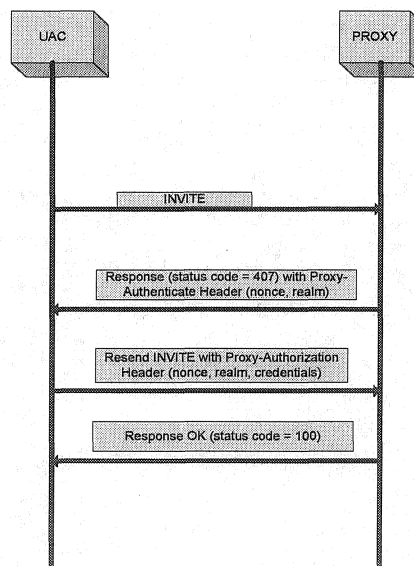 UAC
PROXY
INVITE
Response (status code = 407) with Proxy-
Authenticate Header (nonce, realm)
Resend INVITE with Proxy-Authorization
Header (nonce, realm, credentials)
Response OK (status code = 100)